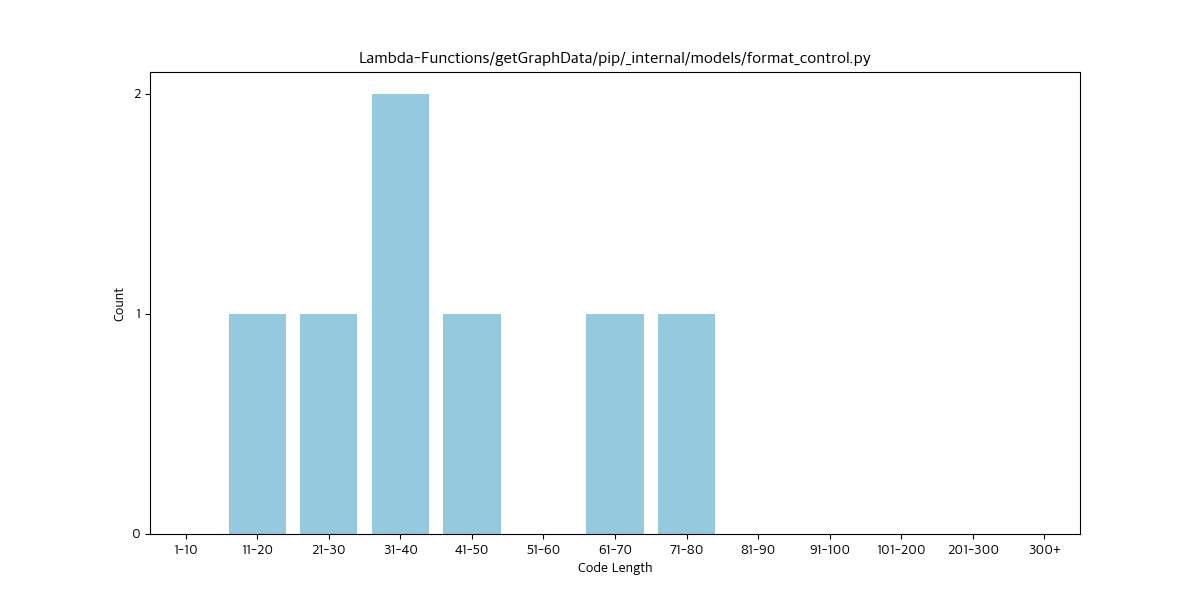 Lambda-Functions/getGraphData/pip/_internal/models/format_control.py
2
1
0
Count
1-10 11-20 21-30 31-40 41-50 51-60 61-70 71-80 81-90 91-100 101-200 201-300 300+
Code Length